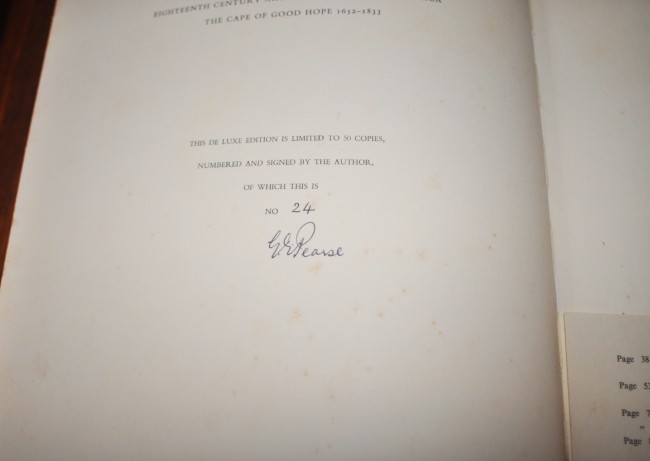 EIGHTEENTH CENTURY
THE CAPE OF GOOD HOPE 1652-1833
THIS DE LUXE EDITION IS LIMITED TO 50 COPIES,
NUMBERED AND SIGNED BY THE AUTHOR,
OF WHICH THIS IS
NO 24
G E Pearse
Page 38
Page
Page
"
Page